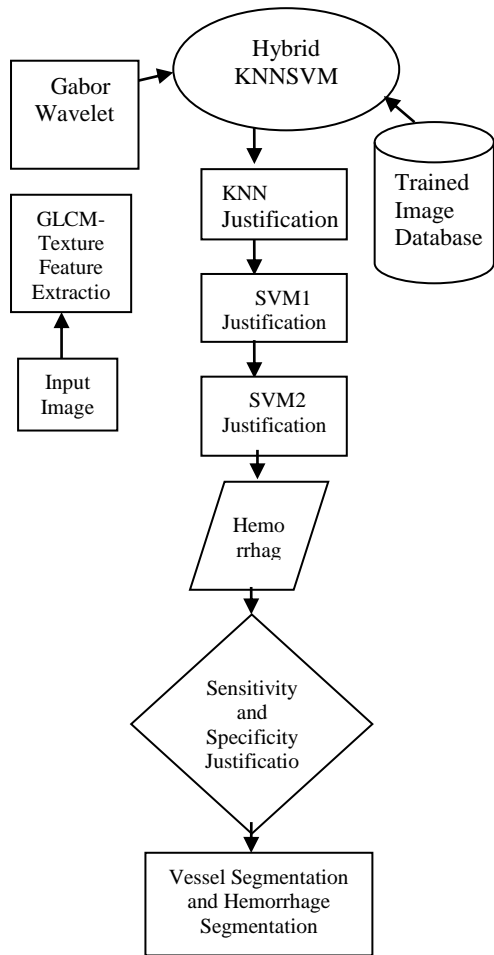 Hybrid
KNNSVM
Gabor
Wavelet
Trained
Image
Database
KNN
Justification
GLCM-
Texture
Feature
Extractio
SVM1
Justification
Input
Image
SVM2
Justification
Hemo
rrhag
Sensitivity
and
Specificity
Justificatio
Vessel Segmentation
and Hemorrhage
Segmentation